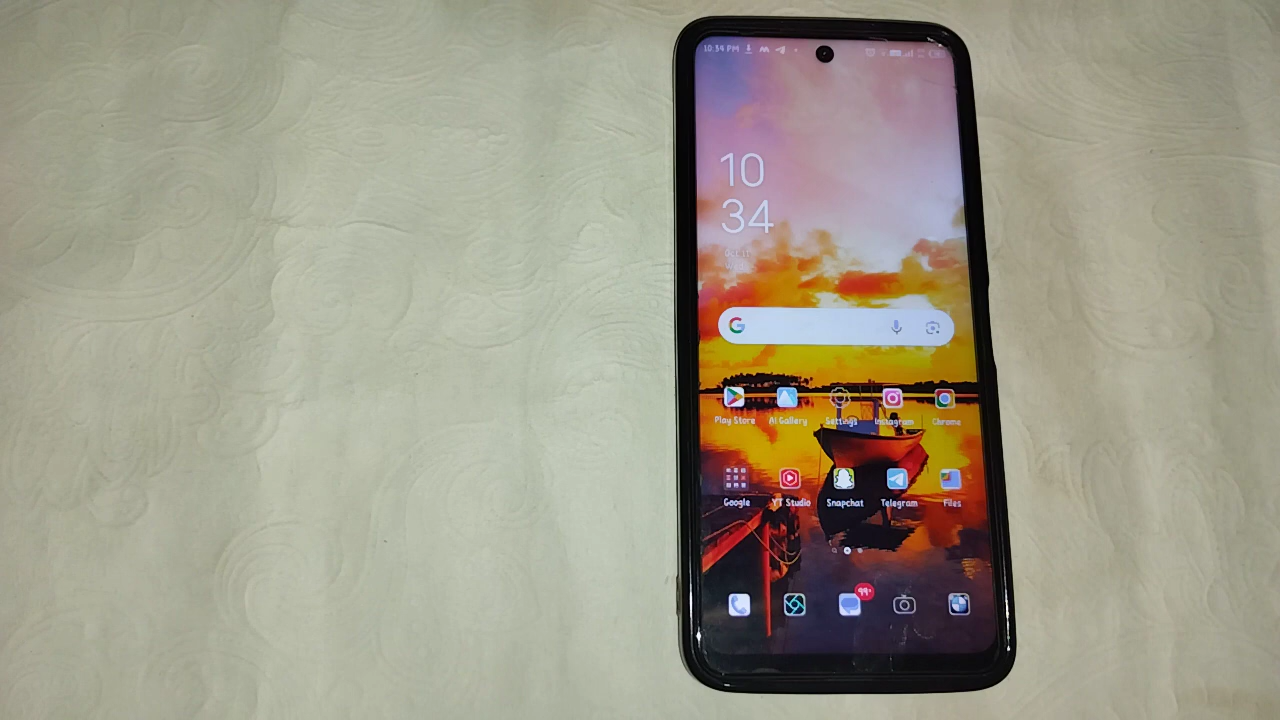 10:34 PM
10
34
Play Store AI Gallery Settings Instagram Chrome
Google YT Studio Snapchat Telegram Files
99+